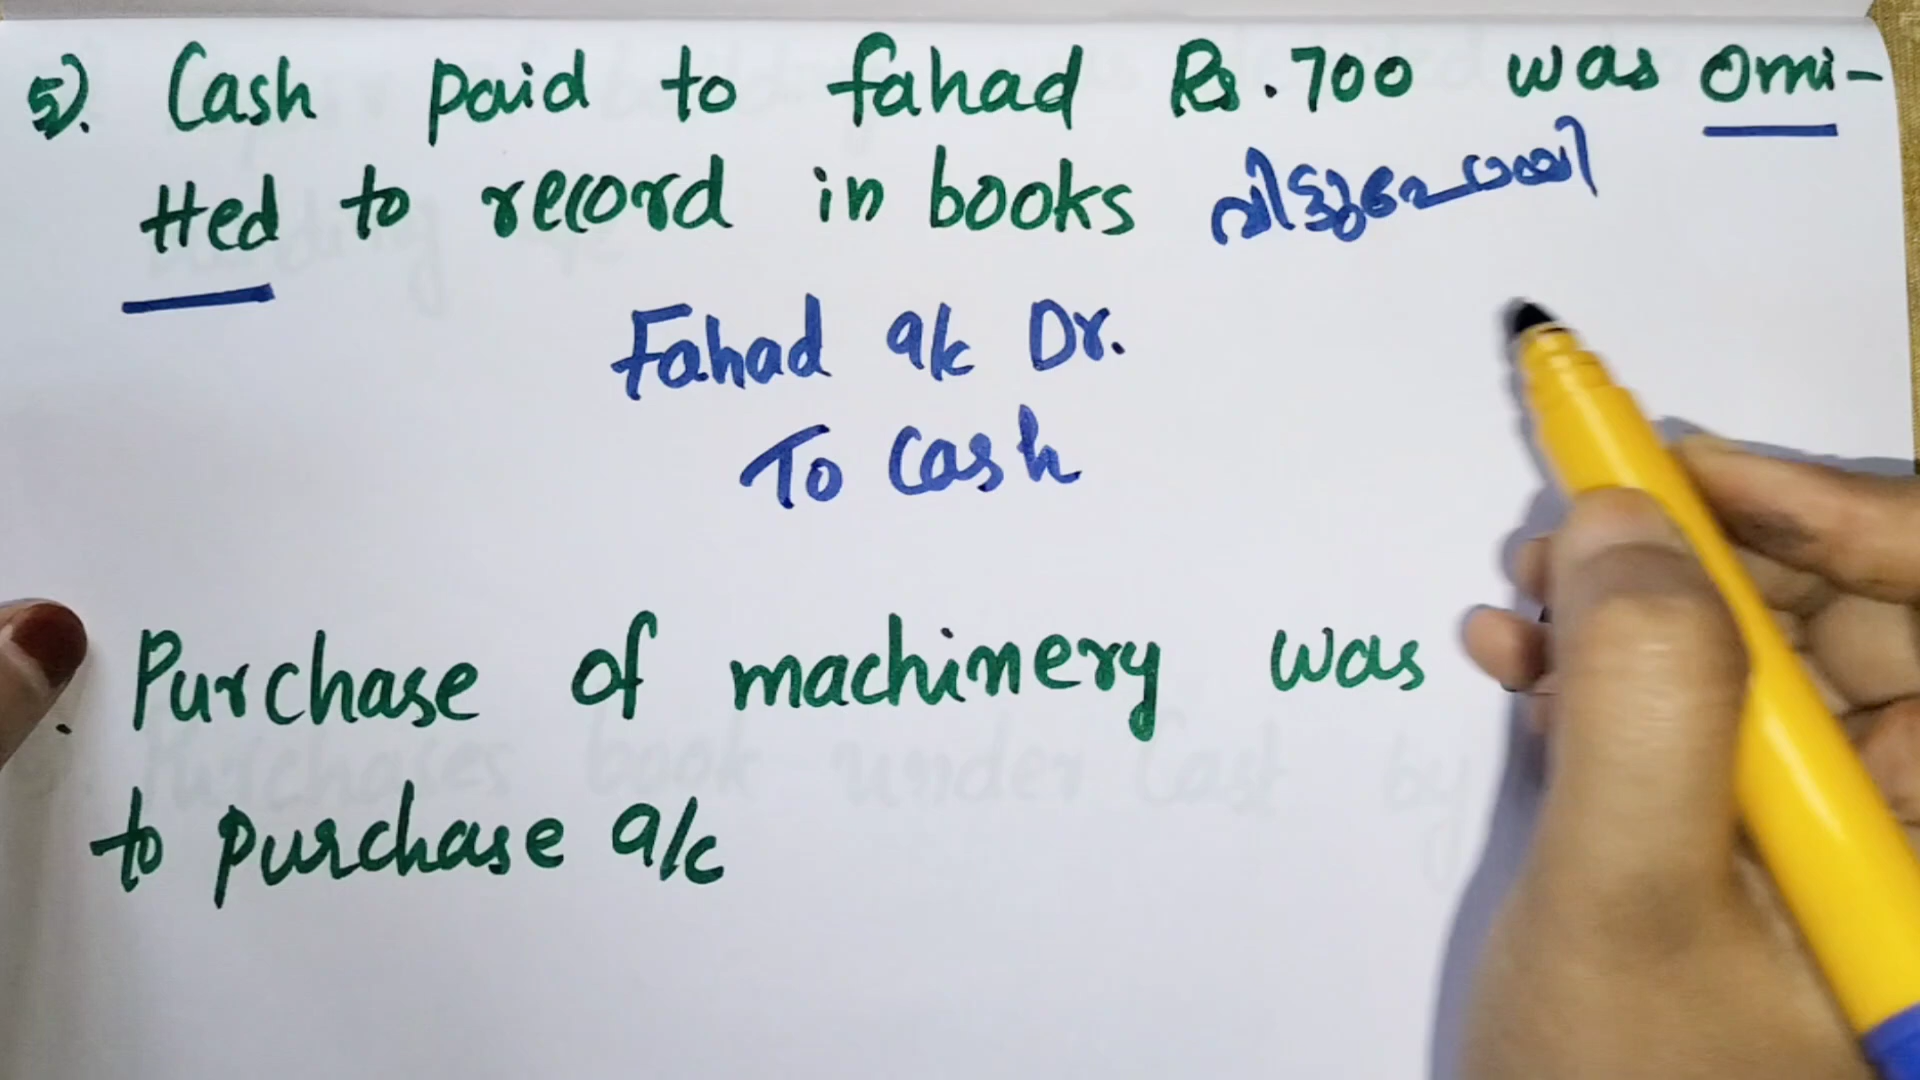 5). Cash paid to fahad Rs. 700 was Omi-
tted to record in books വിട്ടുപോയി
Fahad a/c Dr.
To Cash
Purchase of machinery was
to purchase a/c